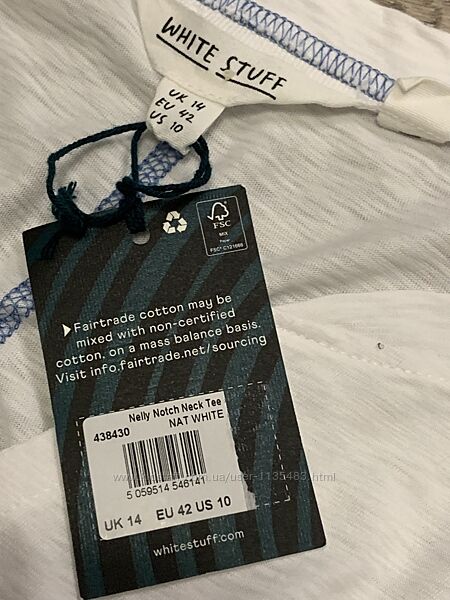 WHITE STUFF
UK 14
EU 42
US 10
FSC
MIX
Paper
▶Fairtrade cotton may be
mixed with non-certified
cotton, on a mass balance basis.
Visit info.fairtrade.net/sourcing
Nelly Notch Neck Tee
438430 NAT WHITE
5 059514 546141
UK 14 EU 42 US 10
whitestuff.com